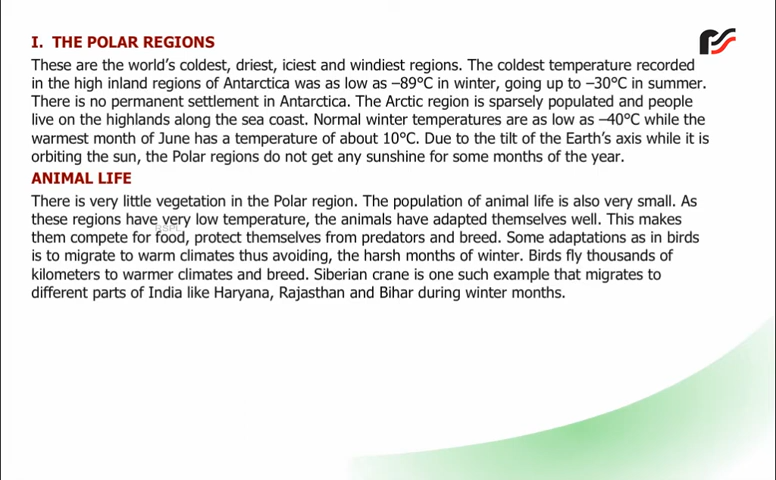 I. THE POLAR REGIONS
These are the world's coldest, driest, iciest and windiest regions. The coldest temperature recorded
in the high inland regions of Antarctica was as low as –89°C in winter, going up to –30°C in summer.
There is no permanent settlement in Antarctica. The Arctic region is sparsely populated and people
live on the highlands along the sea coast. Normal winter temperatures are as low as –40°C while the
warmest month of June has a temperature of about 10°C. Due to the tilt of the Earth's axis while it is
orbiting the sun, the Polar regions do not get any sunshine for some months of the year.
ANIMAL LIFE
There is very little vegetation in the Polar region. The population of animal life is also very small. As
these regions have very low temperature, the animals have adapted themselves well. This makes
them compete for food, protect themselves from predators and breed. Some adaptations as in birds
is to migrate to warm climates thus avoiding, the harsh months of winter. Birds fly thousands of
kilometers to warmer climates and breed. Siberian crane is one such example that migrates to
different parts of India like Haryana, Rajasthan and Bihar during winter months.